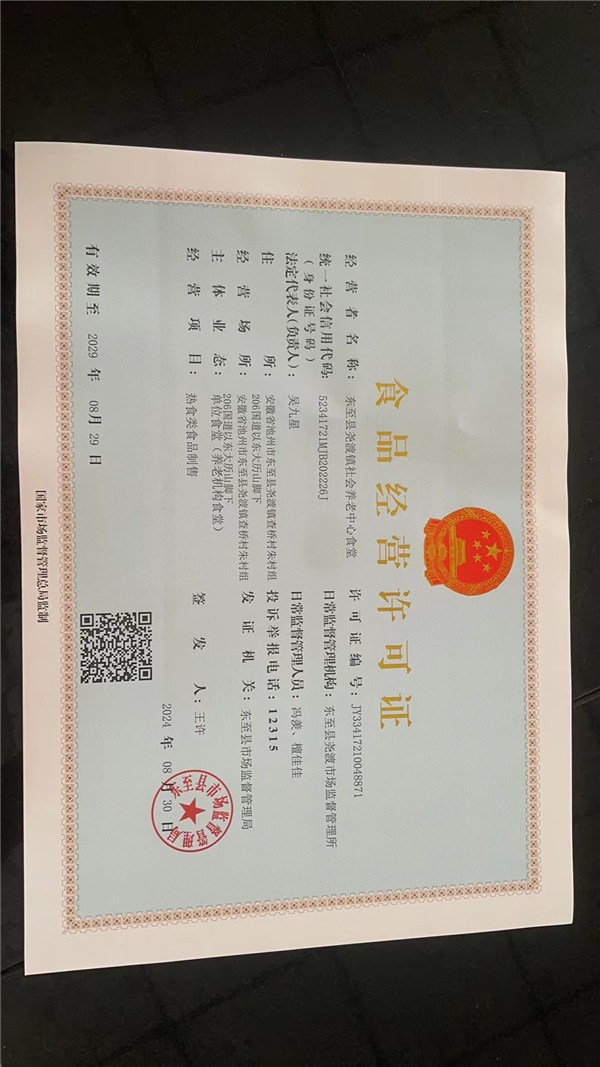 食品经营许可证
经营者名称：东至县尧渡镇社会养老中心食堂
统一社会信用代码：52341721MJB202226J
（身份证号码）
法定代表人（负责人）：吴九星
住所：安徽省池州市东至县尧渡镇查桥村朱村组
206国道以东大历山脚下
经营场所：安徽省池州市东至县尧渡镇查桥村朱村组
206国道以东大历山脚下
主体业态：单位食堂（养老机构食堂）
经营项目：热食类食品制售
许可证编号：JY33417210048871
日常监督管理机构：东至县尧渡市场监督管理所
日常监督管理人员：冯羡、檀佳佳
投诉举报电话：12315
发证机关：东至县市场监督管理局
签发人：王许
2024 年 08 月 30 日
东至县市场监督管理局
有效期至 2029 年 08 月 29 日
国家市场监督管理总局监制